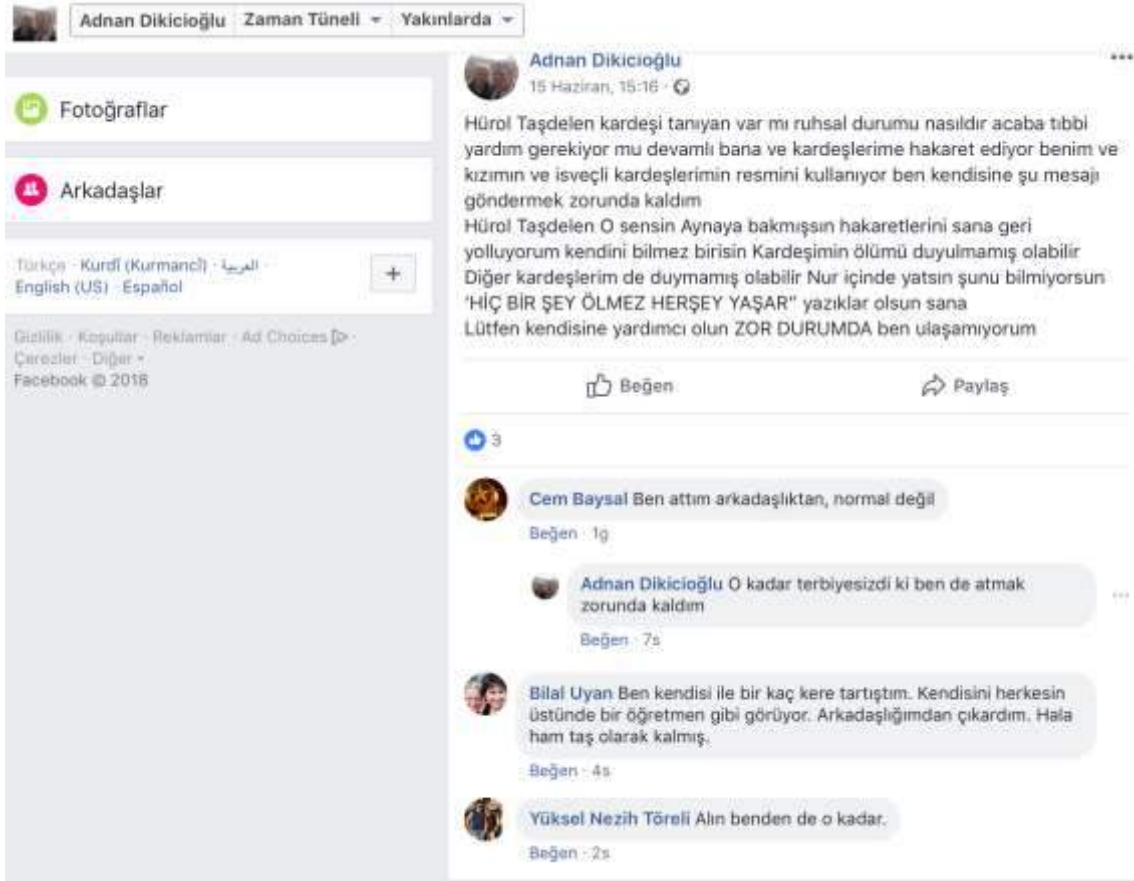 Adnan Dikicioğlu Zaman Tüneli Yakınlarda
Fotoğraflar
Arkadaşlar
Türkçe · Kurdî (Kurmancî) · العربية ·
English (US) · Español
+
Gizlilik · Koşullar · Reklamlar · Ad Choices ·
Çerezler · Diğer
Facebook © 2018
Adnan Dikicioğlu
15 Haziran, 15:16 ·
Hürol Taşdelen kardeşi tanıyan var mı ruhsal durumu nasıldır acaba tıbbi
yardım gerekiyor mu devamlı bana ve kardeşlerime hakaret ediyor benim ve
kızımın ve isveçli kardeşlerimin resmini kullanıyor ben kendisine şu mesajı
göndermek zorunda kaldım
Hürol Taşdelen O sensin Aynaya bakmışsın hakaretlerini sana geri
yolluyorum kendini bilmez birisin Kardeşimin ölümü duyulmamış olabilir
Diğer kardeşlerim de duymamış olabilir Nur içinde yatsın şunu bilmiyorsun
'HİÇ BİR ŞEY ÖLMEZ HERŞEY YAŞAR" yazıklar olsun sana
Lütfen kendisine yardımcı olun ZOR DURUMDA ben ulaşamıyorum
Beğen Paylaş
3
Cem Baysal Ben attım arkadaşlıktan, normal değil
Beğen · 1g
Adnan Dikicioğlu O kadar terbiyesizdi ki ben de atmak
zorunda kaldım
Beğen · 7s
Bilal Uyan Ben kendisi ile bir kaç kere tartıştım. Kendisini herkesin
üstünde bir öğretmen gibi görüyor. Arkadaşlığımdan çıkardım. Hala
ham taş olarak kalmış.
Beğen · 4s
Yüksel Nezih Töreli Alın benden de o kadar.
Beğen · 2s